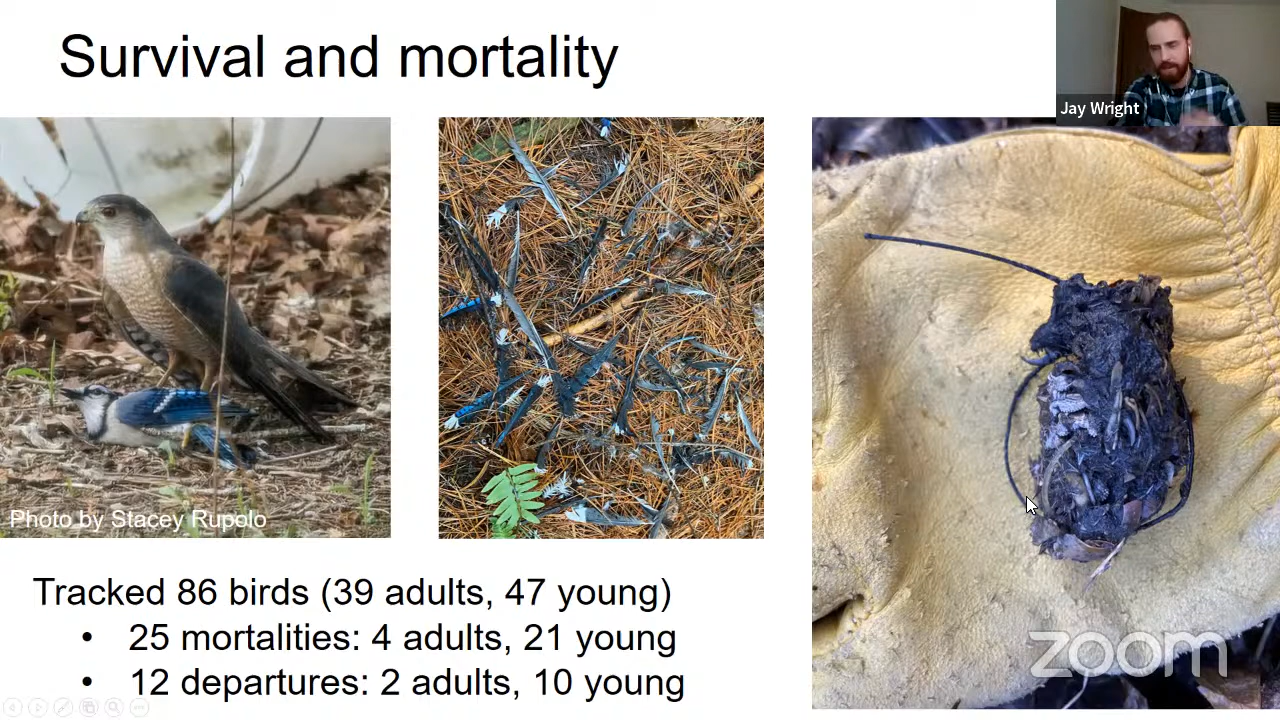 Survival and mortality
Jay Wright
Photo by Stacey Rupolo
Tracked 86 birds (39 adults, 47 young)
• 25 mortalities: 4 adults, 21 young
• 12 departures: 2 adults, 10 young
zoom